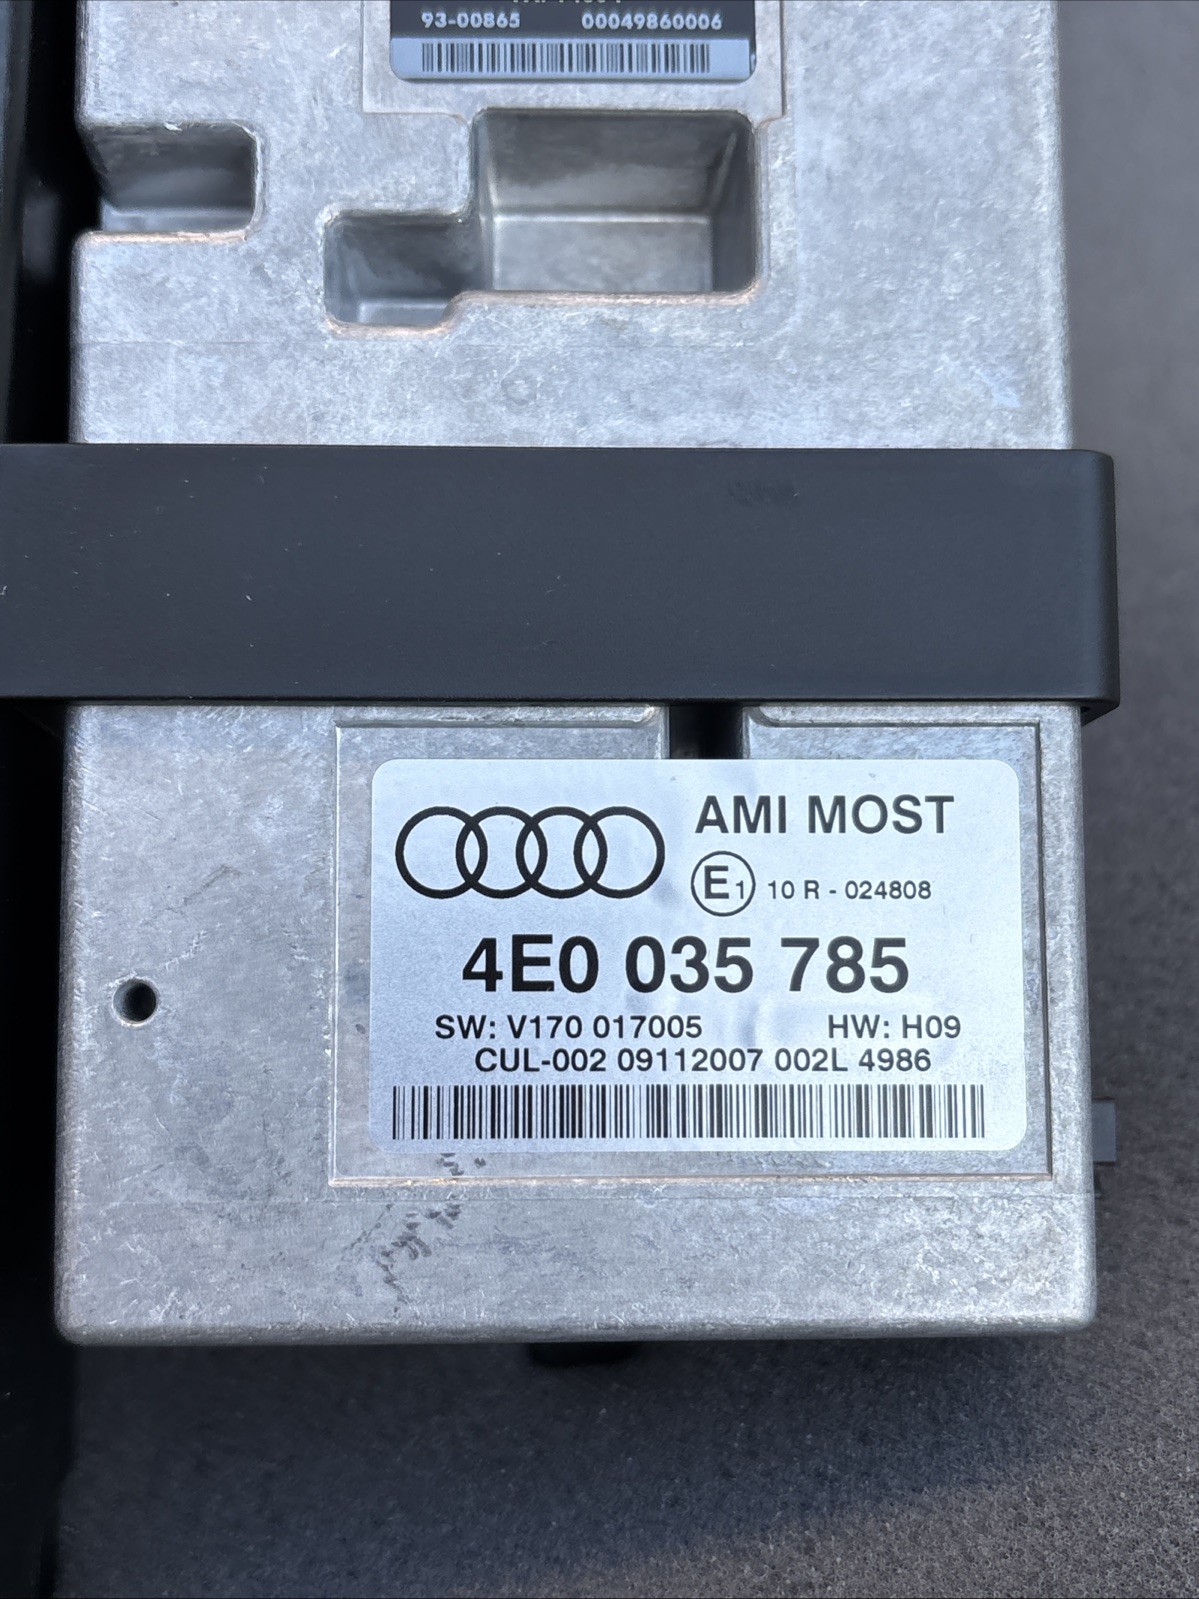 93-00865 00049860006
AMI MOST
E1 10 R - 024808
4E0 035 785
SW: V170 017005 HW: H09
CUL-002 09112007 002L 4986